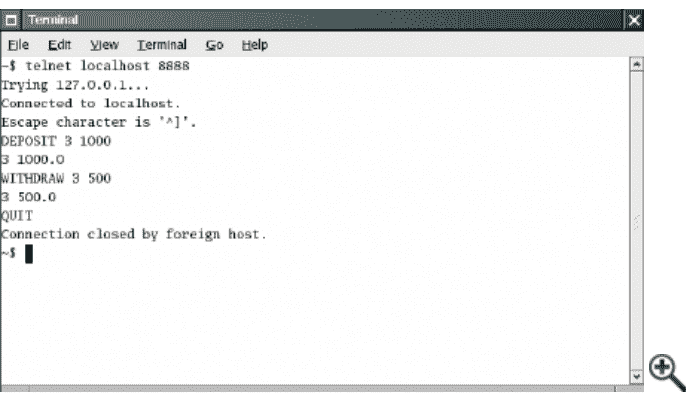 Terminal
File Edit View Terminal Go Help
~$ telnet localhost 8888
Trying 127.0.0.1...
Connected to localhost.
Escape character is '^]'.
DEPOSIT 3 1000
3 1000.0
WITHDRAW 3 500
3 500.0
QUIT
Connection closed by foreign host.
~$